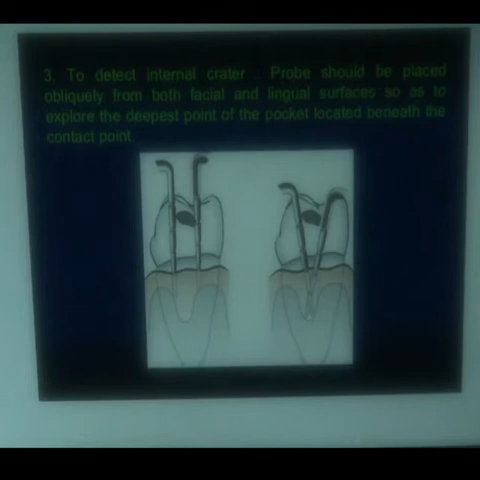 3. To detect internal crater . Probe should be placed
obliquely from both facial and lingual surfaces so as to
explore the deepest point of the pocket located beneath the
contact point.